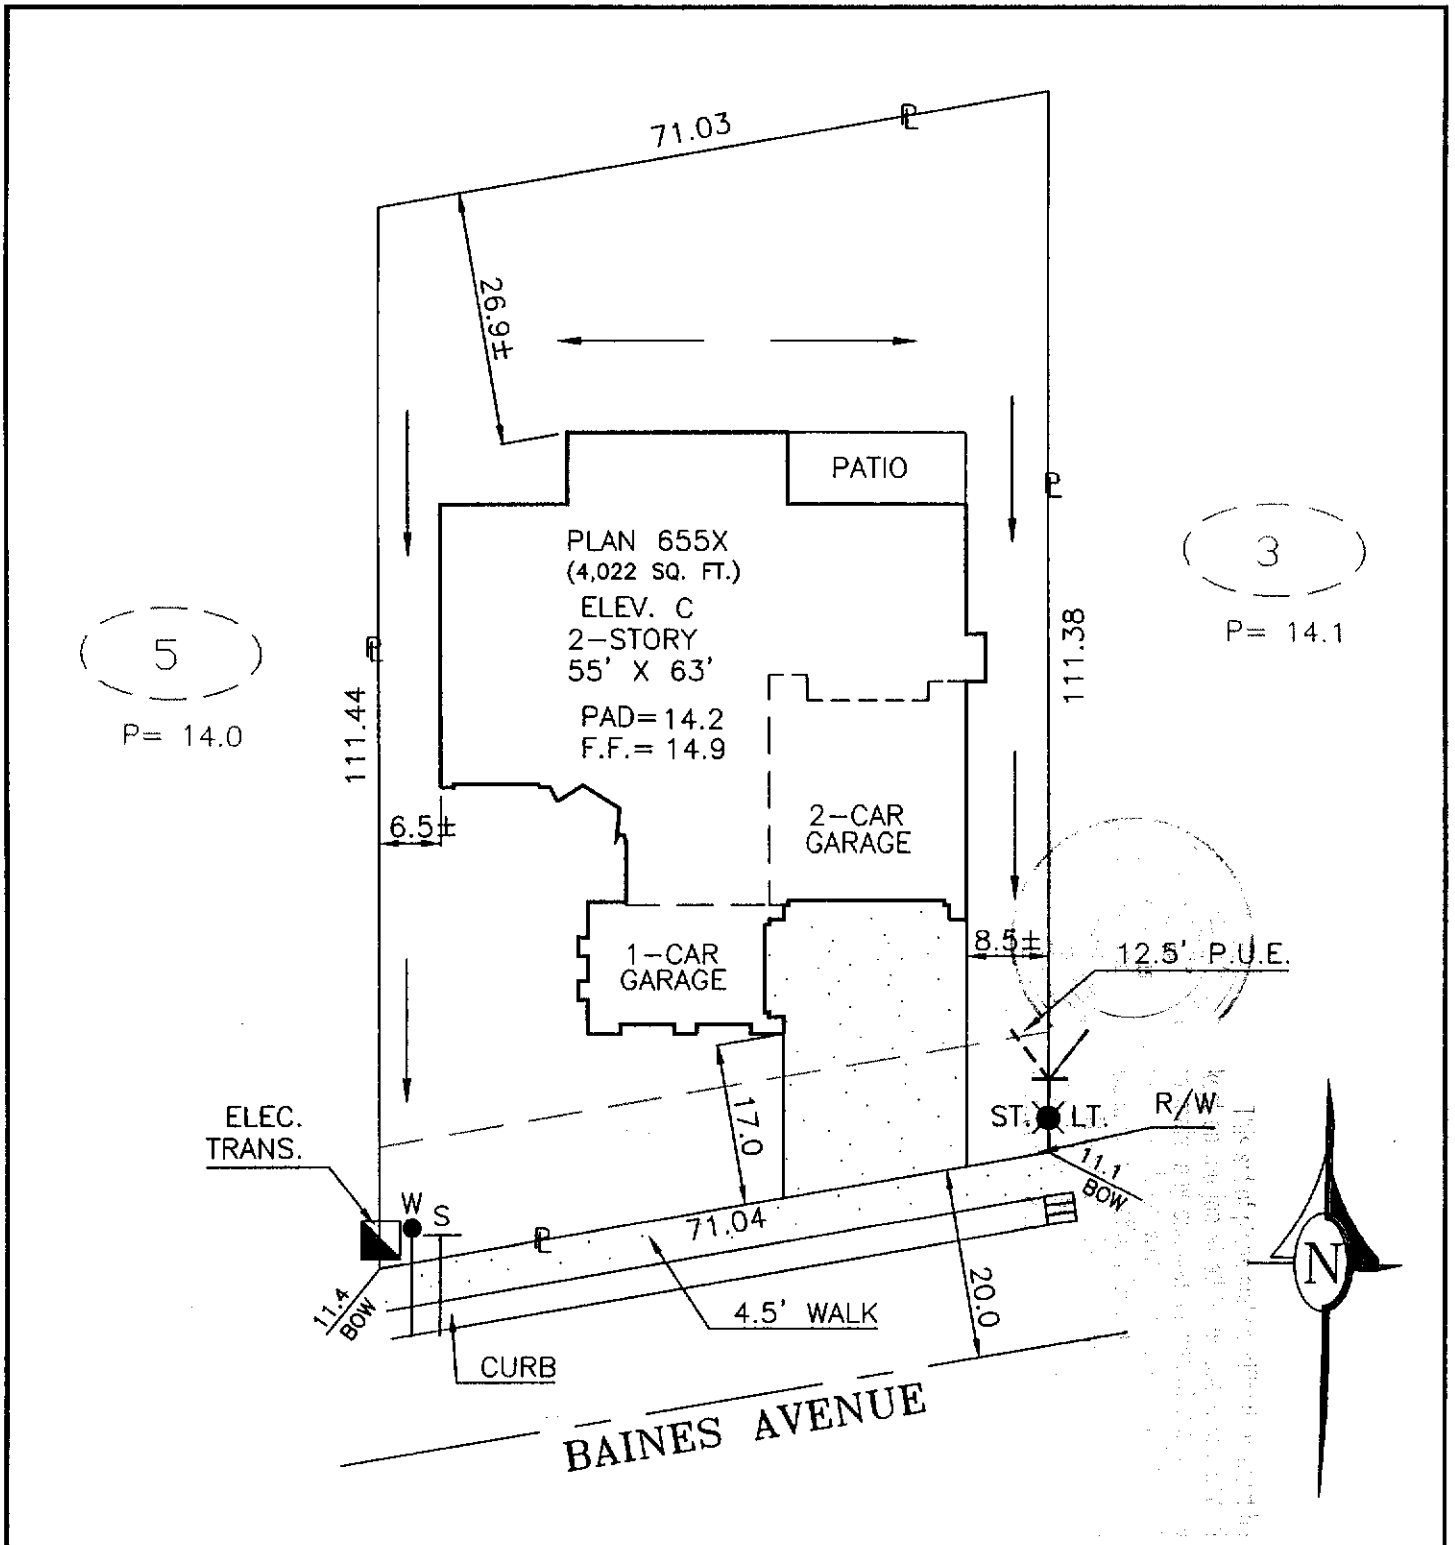 71.03
26.9±
PATIO
PLAN 655X
(4,022 SQ. FT.)
ELEV. C
2-STORY
55' X 63'
PAD=14.2
F.F.= 14.9
3
P= 14.1
5
P= 14.0
111.44
111.38
6.5±
2-CAR
GARAGE
1-CAR
GARAGE
8.5±
12.5' P.U.E.
17.0
ELEC.
TRANS.
ST. LT.
R/W
11.1
BOW
W
S
71.04
11.4
BOW
20.0
4.5' WALK
CURB
BAINES AVENUE
N